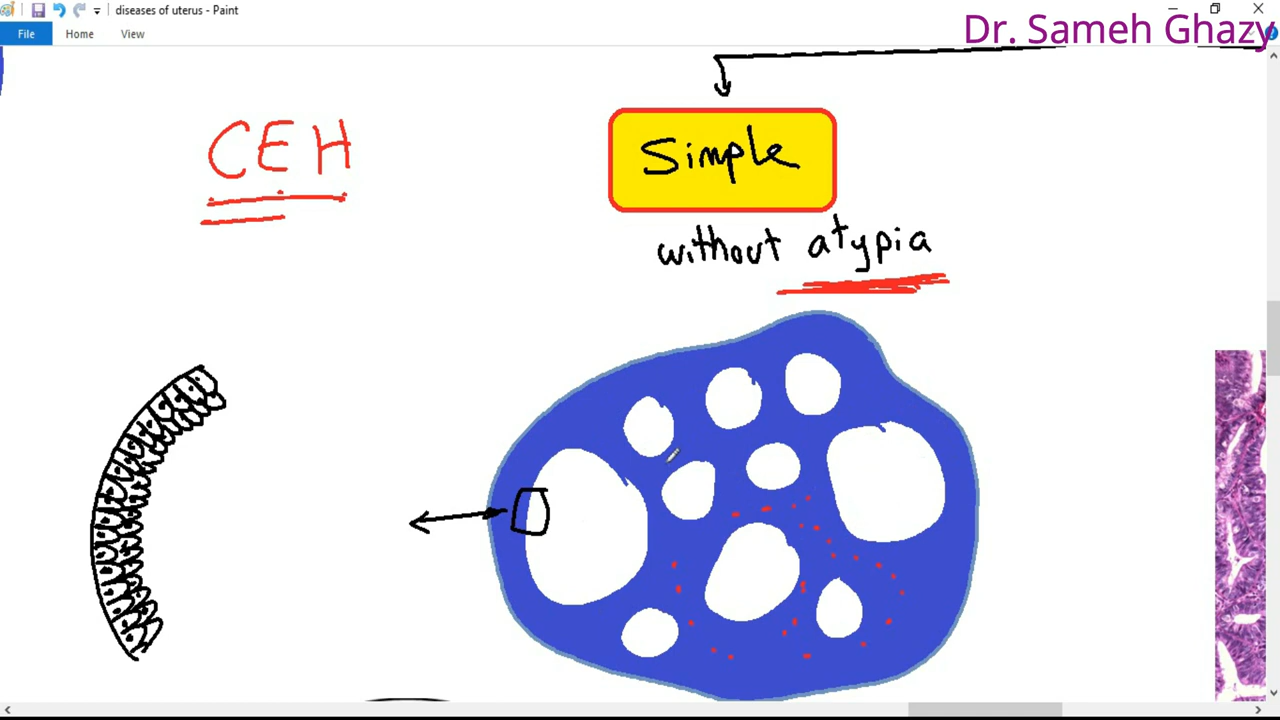 diseases of uterus - Paint
Dr. Sameh Ghazy
File Home View
CEH
Simple
without atypia